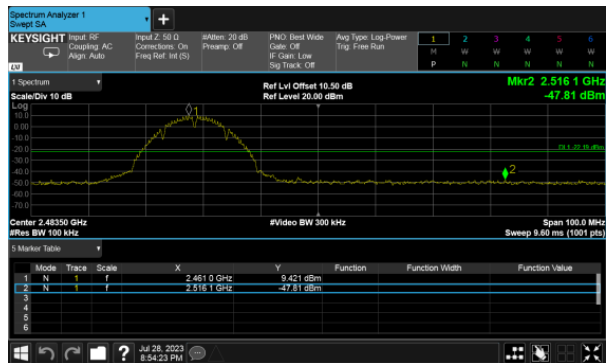 Spectrum Analyzer 1
Swept SA
KEYSIGHT Input: RF Input Z: 50 Ω #Atten: 20 dB PNO: Best Wide Avg Type: Log-Power 1 2 3 4 5 6
Coupling: AC Corrections: On Preamp: Off Gate: Off Trig: Free Run M W W W W W
Align: Auto Freq Ref: Int (S) IF Gain: Low P N N N N N
Sig Track: Off
1 Spectrum Ref Lvl Offset 10.50 dB Mkr2 2.516 1 GHz
Scale/Div 10 dB Ref Level 20.00 dBm -47.81 dBm
Log
10.0
0.00
-10.0
-20.0
-30.0
-40.0
-50.0
-60.0
-70.0
1
DL1 -22.19 dBm
2
Center 2.48350 GHz #Video BW 300 kHz Span 100.0 MHz
#Res BW 100 kHz Sweep 9.60 ms (1001 pts)
5 Marker Table
Mode Trace Scale X Y Function Function Width Function Value
1 N 1 f 2.461 0 GHz 9.421 dBm
2 N 1 f 2.516 1 GHz -47.81 dBm
3
4
5
6
? Jul 28, 2023
8:54:23 PM